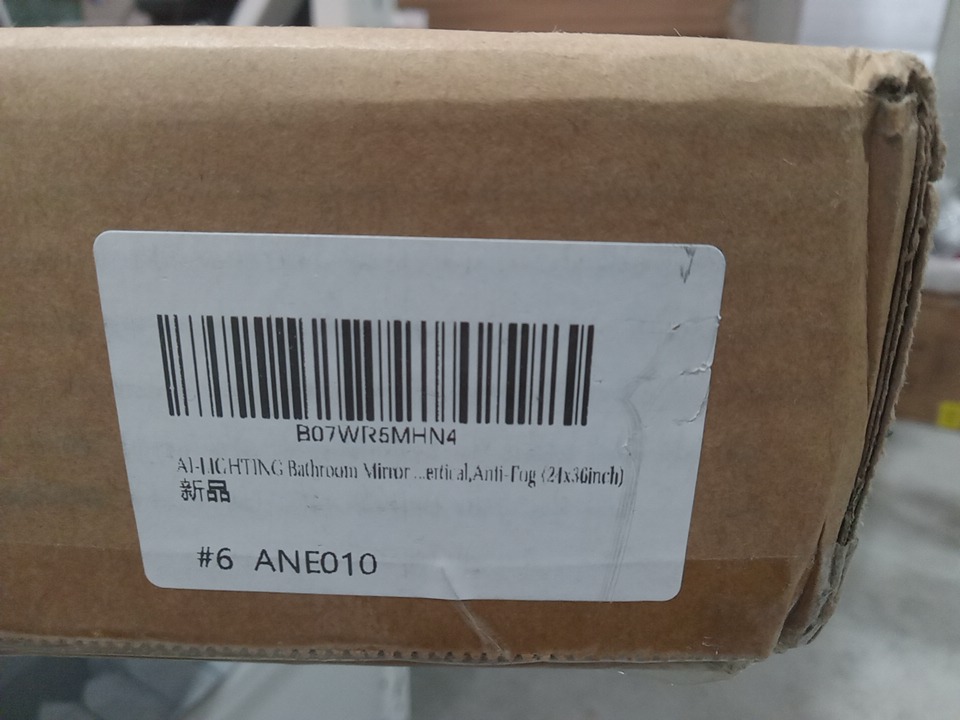 B07WR5MHN4
AI-LIGHTING Bathroom Mirror ...ertical,Anti-Fog (24x36inch)
新品
#6 ANE010